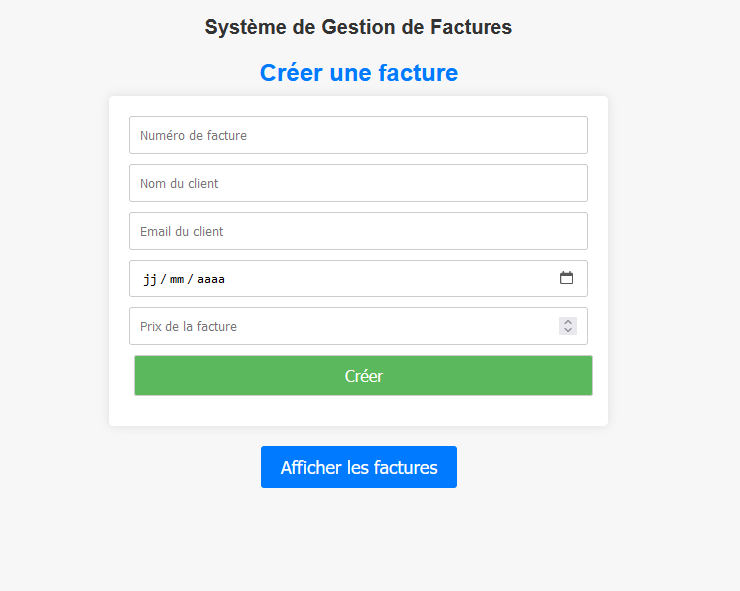 Système de Gestion de Factures
Créer une facture
Numéro de facture
Nom du client
Email du client
jj / mm / aaaa
Prix de la facture
Créer
Afficher les factures